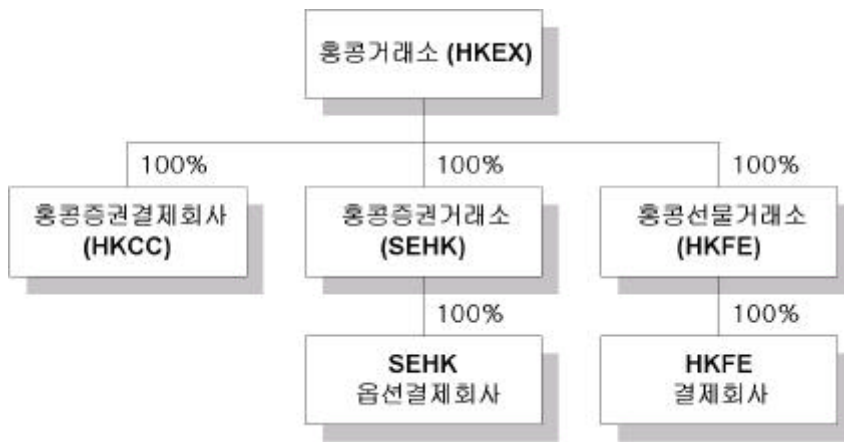 홍콩거래소 (HKEX)
100%
100%
100%
홍콩증권결제회사
(HKCC)
홍콩증권거래소
(SEHK)
홍콩선물거래소
(HKFE)
100%
100%
SEHK
옵션결제회사
HKFE
결제회사